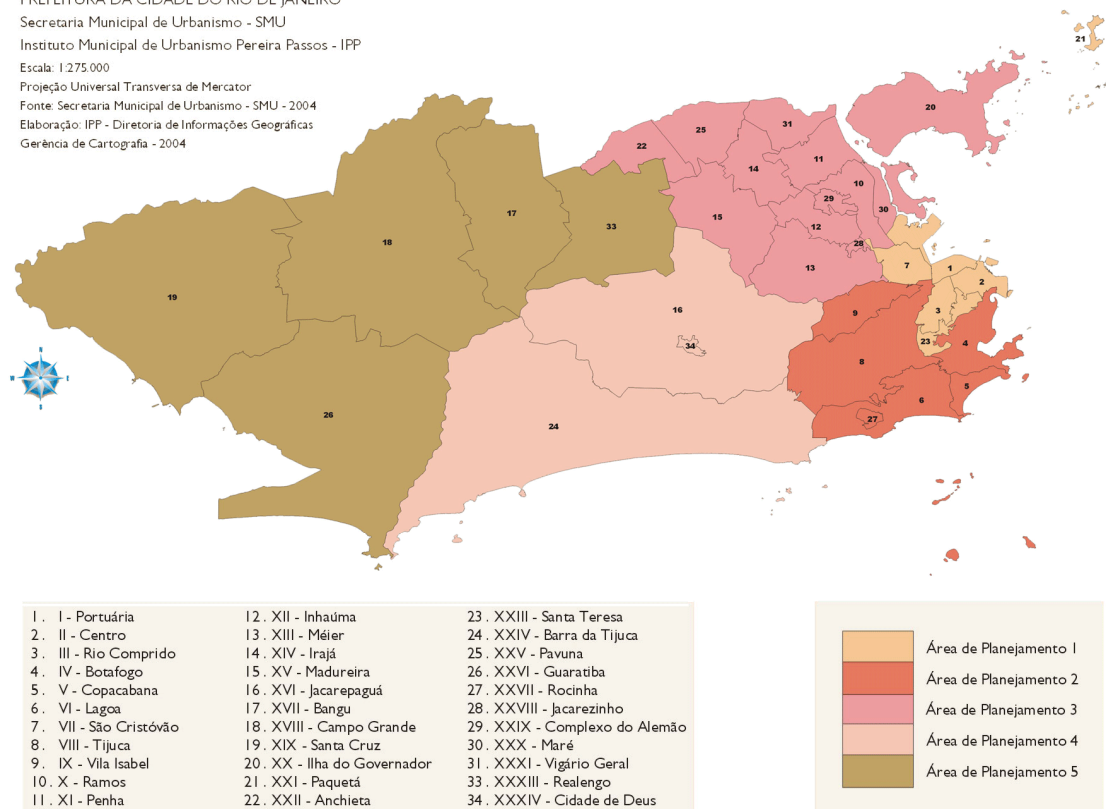 PREFEITURA DA CIDADE DO RIO DE JANEIRO
Secretaria Municipal de Urbanismo - SMU
Instituto Municipal de Urbanismo Pereira Passos - IPP
Escala: 1:275.000
Projeção Universal Transversa de Mercator
Fonte: Secretaria Municipal de Urbanismo - SMU - 2004
Elaboração: IPP - Diretoria de Informações Geográficas
Gerência de Cartografia - 2004
21
20
31
25
22
11
14
10
29
30
15
17
33
12
28
18
13
7
1
2
19
16
9
3
34
23
4
8
5
6
26
27
24
N
W
E
S
1. I - Portuária
2. II - Centro
3. III - Rio Comprido
4. IV - Botafogo
5. V - Copacabana
6. VI - Lagoa
7. VII - São Cristóvão
8. VIII - Tijuca
9. IX - Vila Isabel
10. X - Ramos
11. XI - Penha
12. XII - Inhaúma
13. XIII - Méier
14. XIV - Irajá
15. XV - Madureira
16. XVI - Jacarepaguá
17. XVII - Bangu
18. XVIII - Campo Grande
19. XIX - Santa Cruz
20. XX - Ilha do Governador
21. XXI - Paquetá
22. XXII - Anchieta
23. XXIII - Santa Teresa
24. XXIV - Barra da Tijuca
25. XXV - Pavuna
26. XXVI - Guaratiba
27. XXVII - Rocinha
28. XXVIII - Jacarezinho
29. XXIX - Complexo do Alemão
30. XXX - Maré
31. XXXI - Vigário Geral
33. XXXIII - Realengo
34. XXXIV - Cidade de Deus
Área de Planejamento 1
Área de Planejamento 2
Área de Planejamento 3
Área de Planejamento 4
Área de Planejamento 5